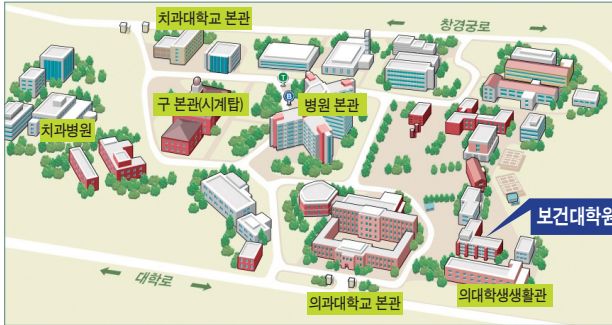 치과대학교 본관
창경궁로
T
B
구 본관(시계탑)
병원 본관
치과병원
보건대학원
대학로
의과대학교 본관
의대학생생활관